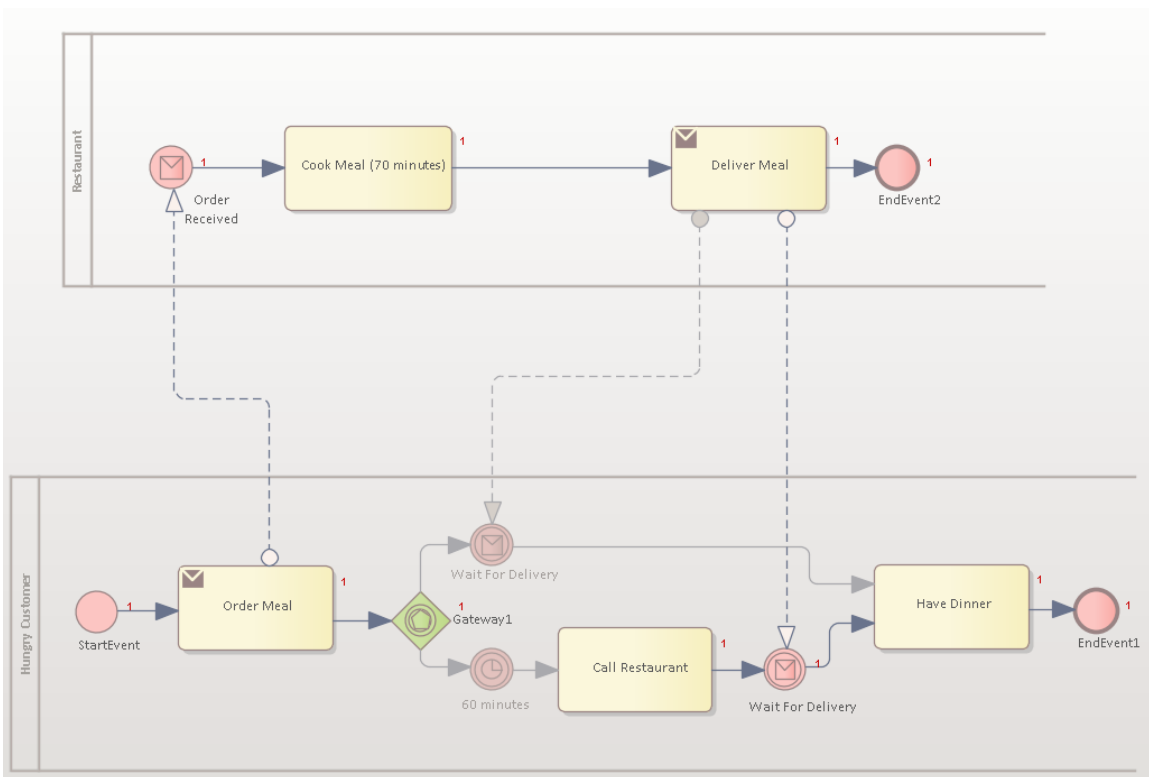 Restaurant
1
Cook Meal (70 minutes)
1
Deliver Meal
1
1
Order
Received
EndEvent2
Hungry Customer
Wait For Delivery
1
StartEvent
Order Meal
1
1
Gateway1
60 minutes
Call Restaurant
1
1
Wait For Delivery
Have Dinner
1
1
EndEvent1